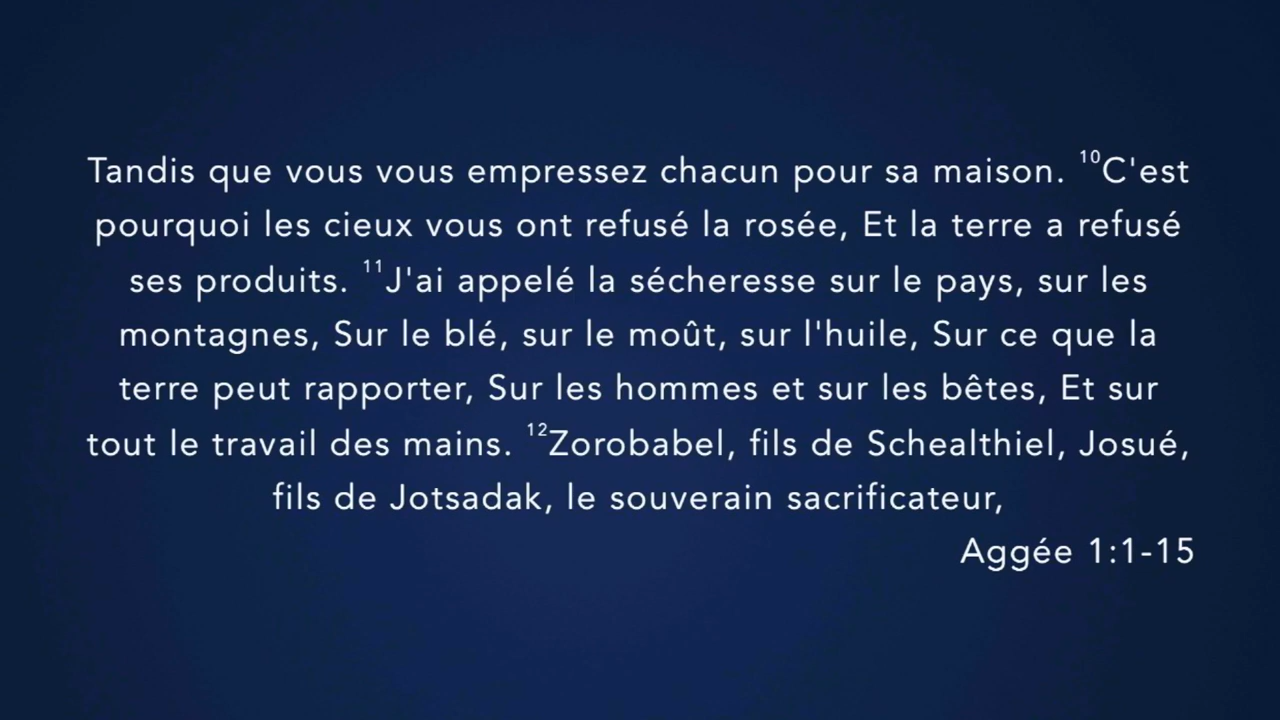 Tandis que vous vous empressez chacun pour sa maison. ¹⁰C'est
pourquoi les cieux vous ont refusé la rosée, Et la terre a refusé
ses produits. ¹¹J'ai appelé la sécheresse sur le pays, sur les
montagnes, Sur le blé, sur le moût, sur l'huile, Sur ce que la
terre peut rapporter, Sur les hommes et sur les bêtes, Et sur
tout le travail des mains. ¹²Zorobabel, fils de Schealthiel, Josué,
fils de Jotsadak, le souverain sacrificateur,
Aggée 1:1-15